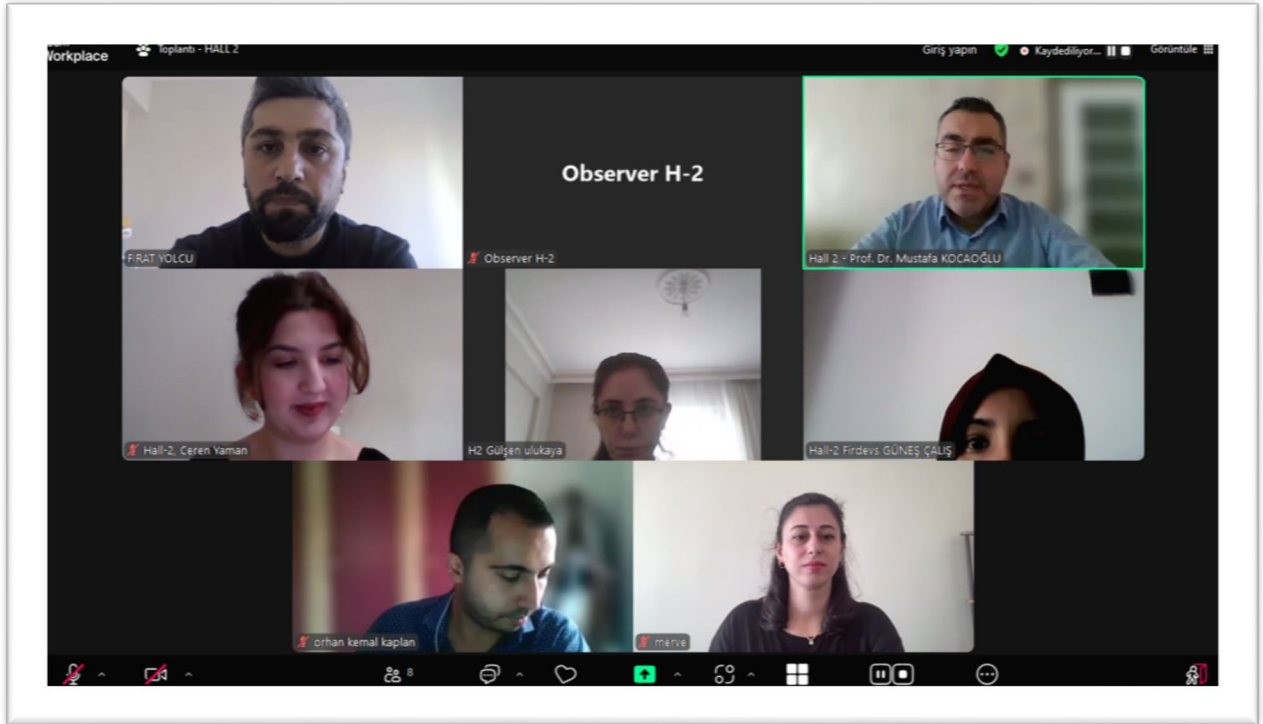 Workplace
Toplantı - HALL 2
Giriş yapın
Kaydediliyor...
Görüntüle
FIRAT YOLCU
Observer H-2
Observer H-2
Hall 2 - Prof. Dr. Mustafa KOCAOĞLU
Hall-2, Ceren Yaman
H2 Gülşen ulukaya
Hall-2 Firdevs GÜNEŞ ÇALIŞ
orhan kemal kaplan
merve
8